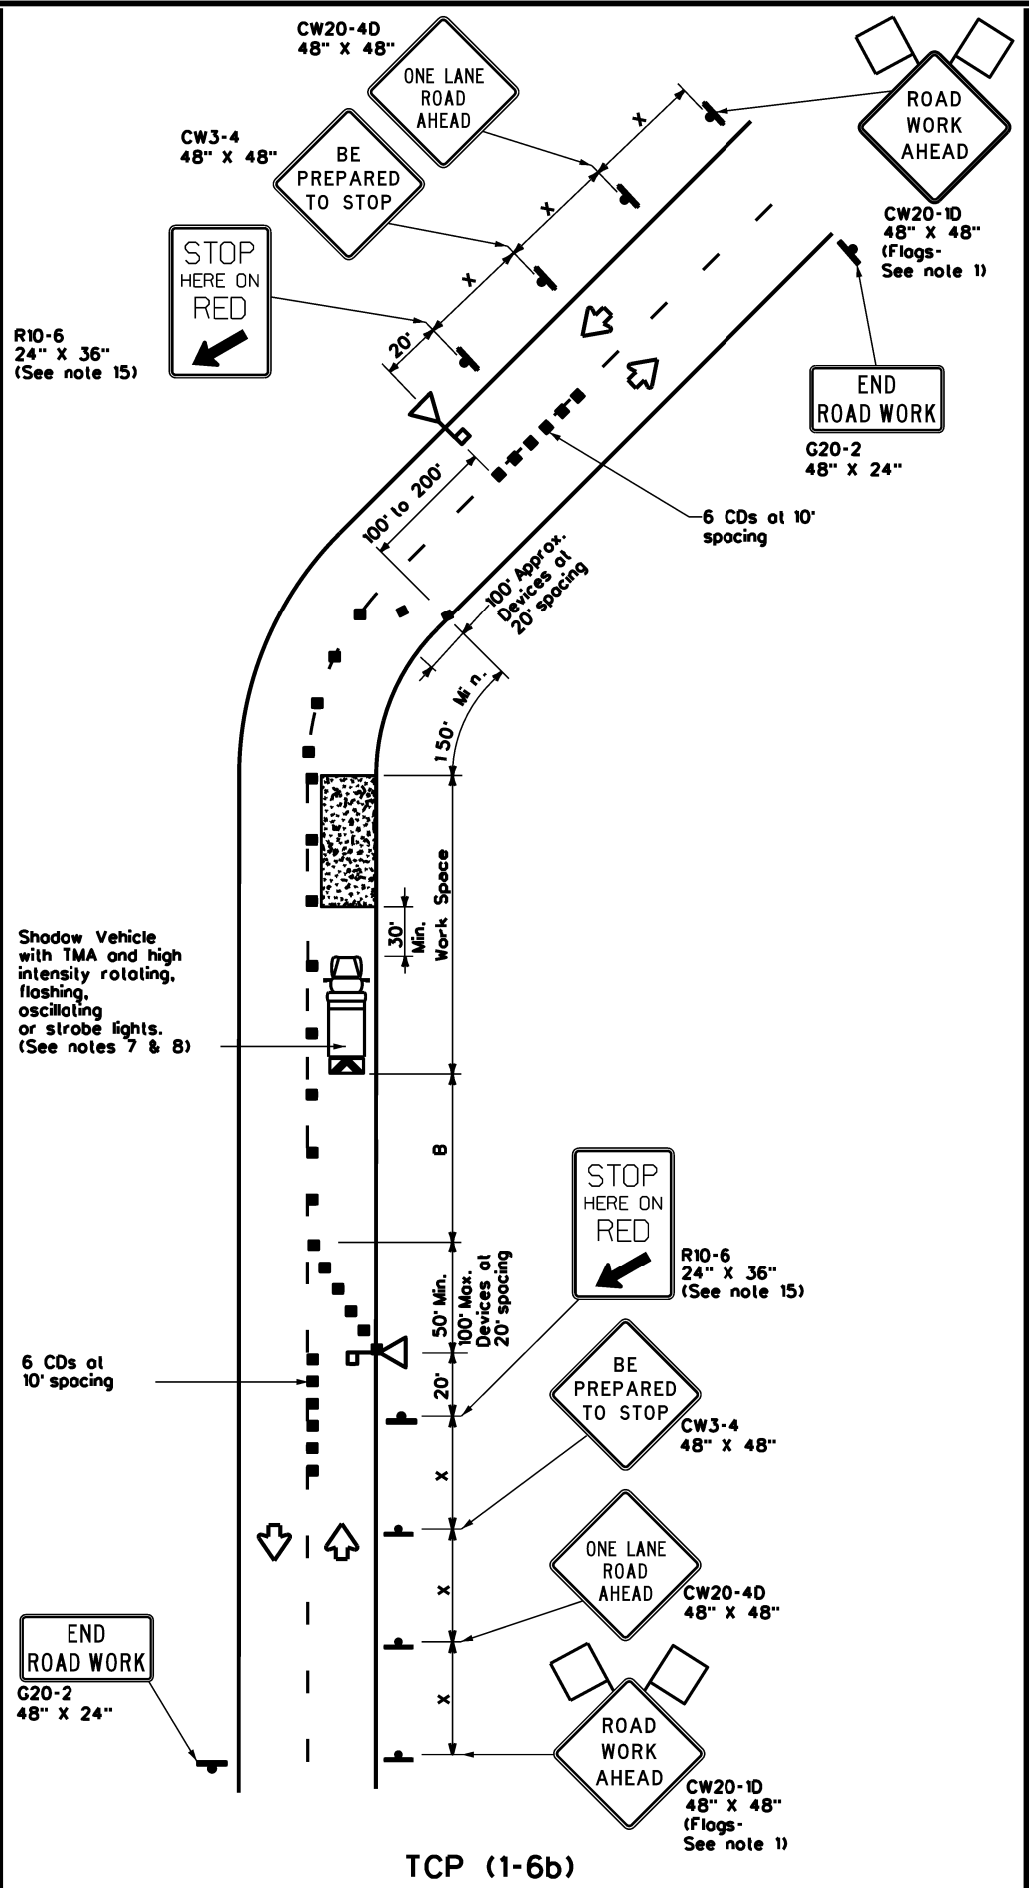 CW20-4D
48" X 48"
ONE LANE
ROAD
AHEAD
ROAD
WORK
AHEAD
CW20-1D
48" X 48"
(Flags-
See note 1)
CW3-4
48" X 48"
BE
PREPARED
TO STOP
X
X
X
STOP
HERE ON
RED
R10-6
24" X 36"
(See note 15)
20'
END
ROAD WORK
G20-2
48" X 24"
100' to 200'
6 CDs at 10'
spacing
100' Approx.
Devices at
20' spacing
150' Min.
Work Space
30'
Min.
Shadow Vehicle
with TMA and high
intensity rotating,
flashing,
oscillating
or strobe lights.
(See notes 7 & 8)
B
STOP
HERE ON
RED
R10-6
24" X 36"
(See note 15)
50' Min.
100' Max.
Devices at
20' spacing
6 CDs at
10' spacing
20'
BE
PREPARED
TO STOP
CW3-4
48" X 48"
X
X
X
ONE LANE
ROAD
AHEAD
CW20-4D
48" X 48"
END
ROAD WORK
G20-2
48" X 24"
ROAD
WORK
AHEAD
CW20-1D
48" X 48"
(Flags-
See note 1)
TCP (1-6b)